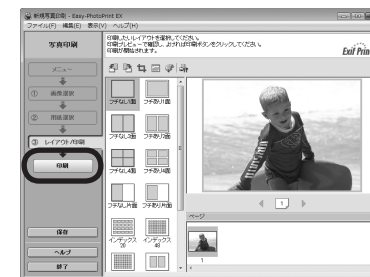 新規写真印刷 - Easy-PhotoPrint EX
ファイル(F) 編集(E) 表示(V) ヘルプ(H)
写真印刷
印刷したいレイアウトを選択してください。
印刷プレビューで確認し、よければ印刷ボタンをクリックしてください。
印刷が開始されます。
Exif Prin
メニュー
① 画像選択
② 用紙選択
③ レイアウト/印刷
印刷
保存
ヘルプ
終了
フチなし1面
フチあり1面
フチなし2面
フチあり2面
フチなし4面
フチあり4面
フチなし片面
フチあり片面
インデックス
20
インデックス
48
1
ページ
1